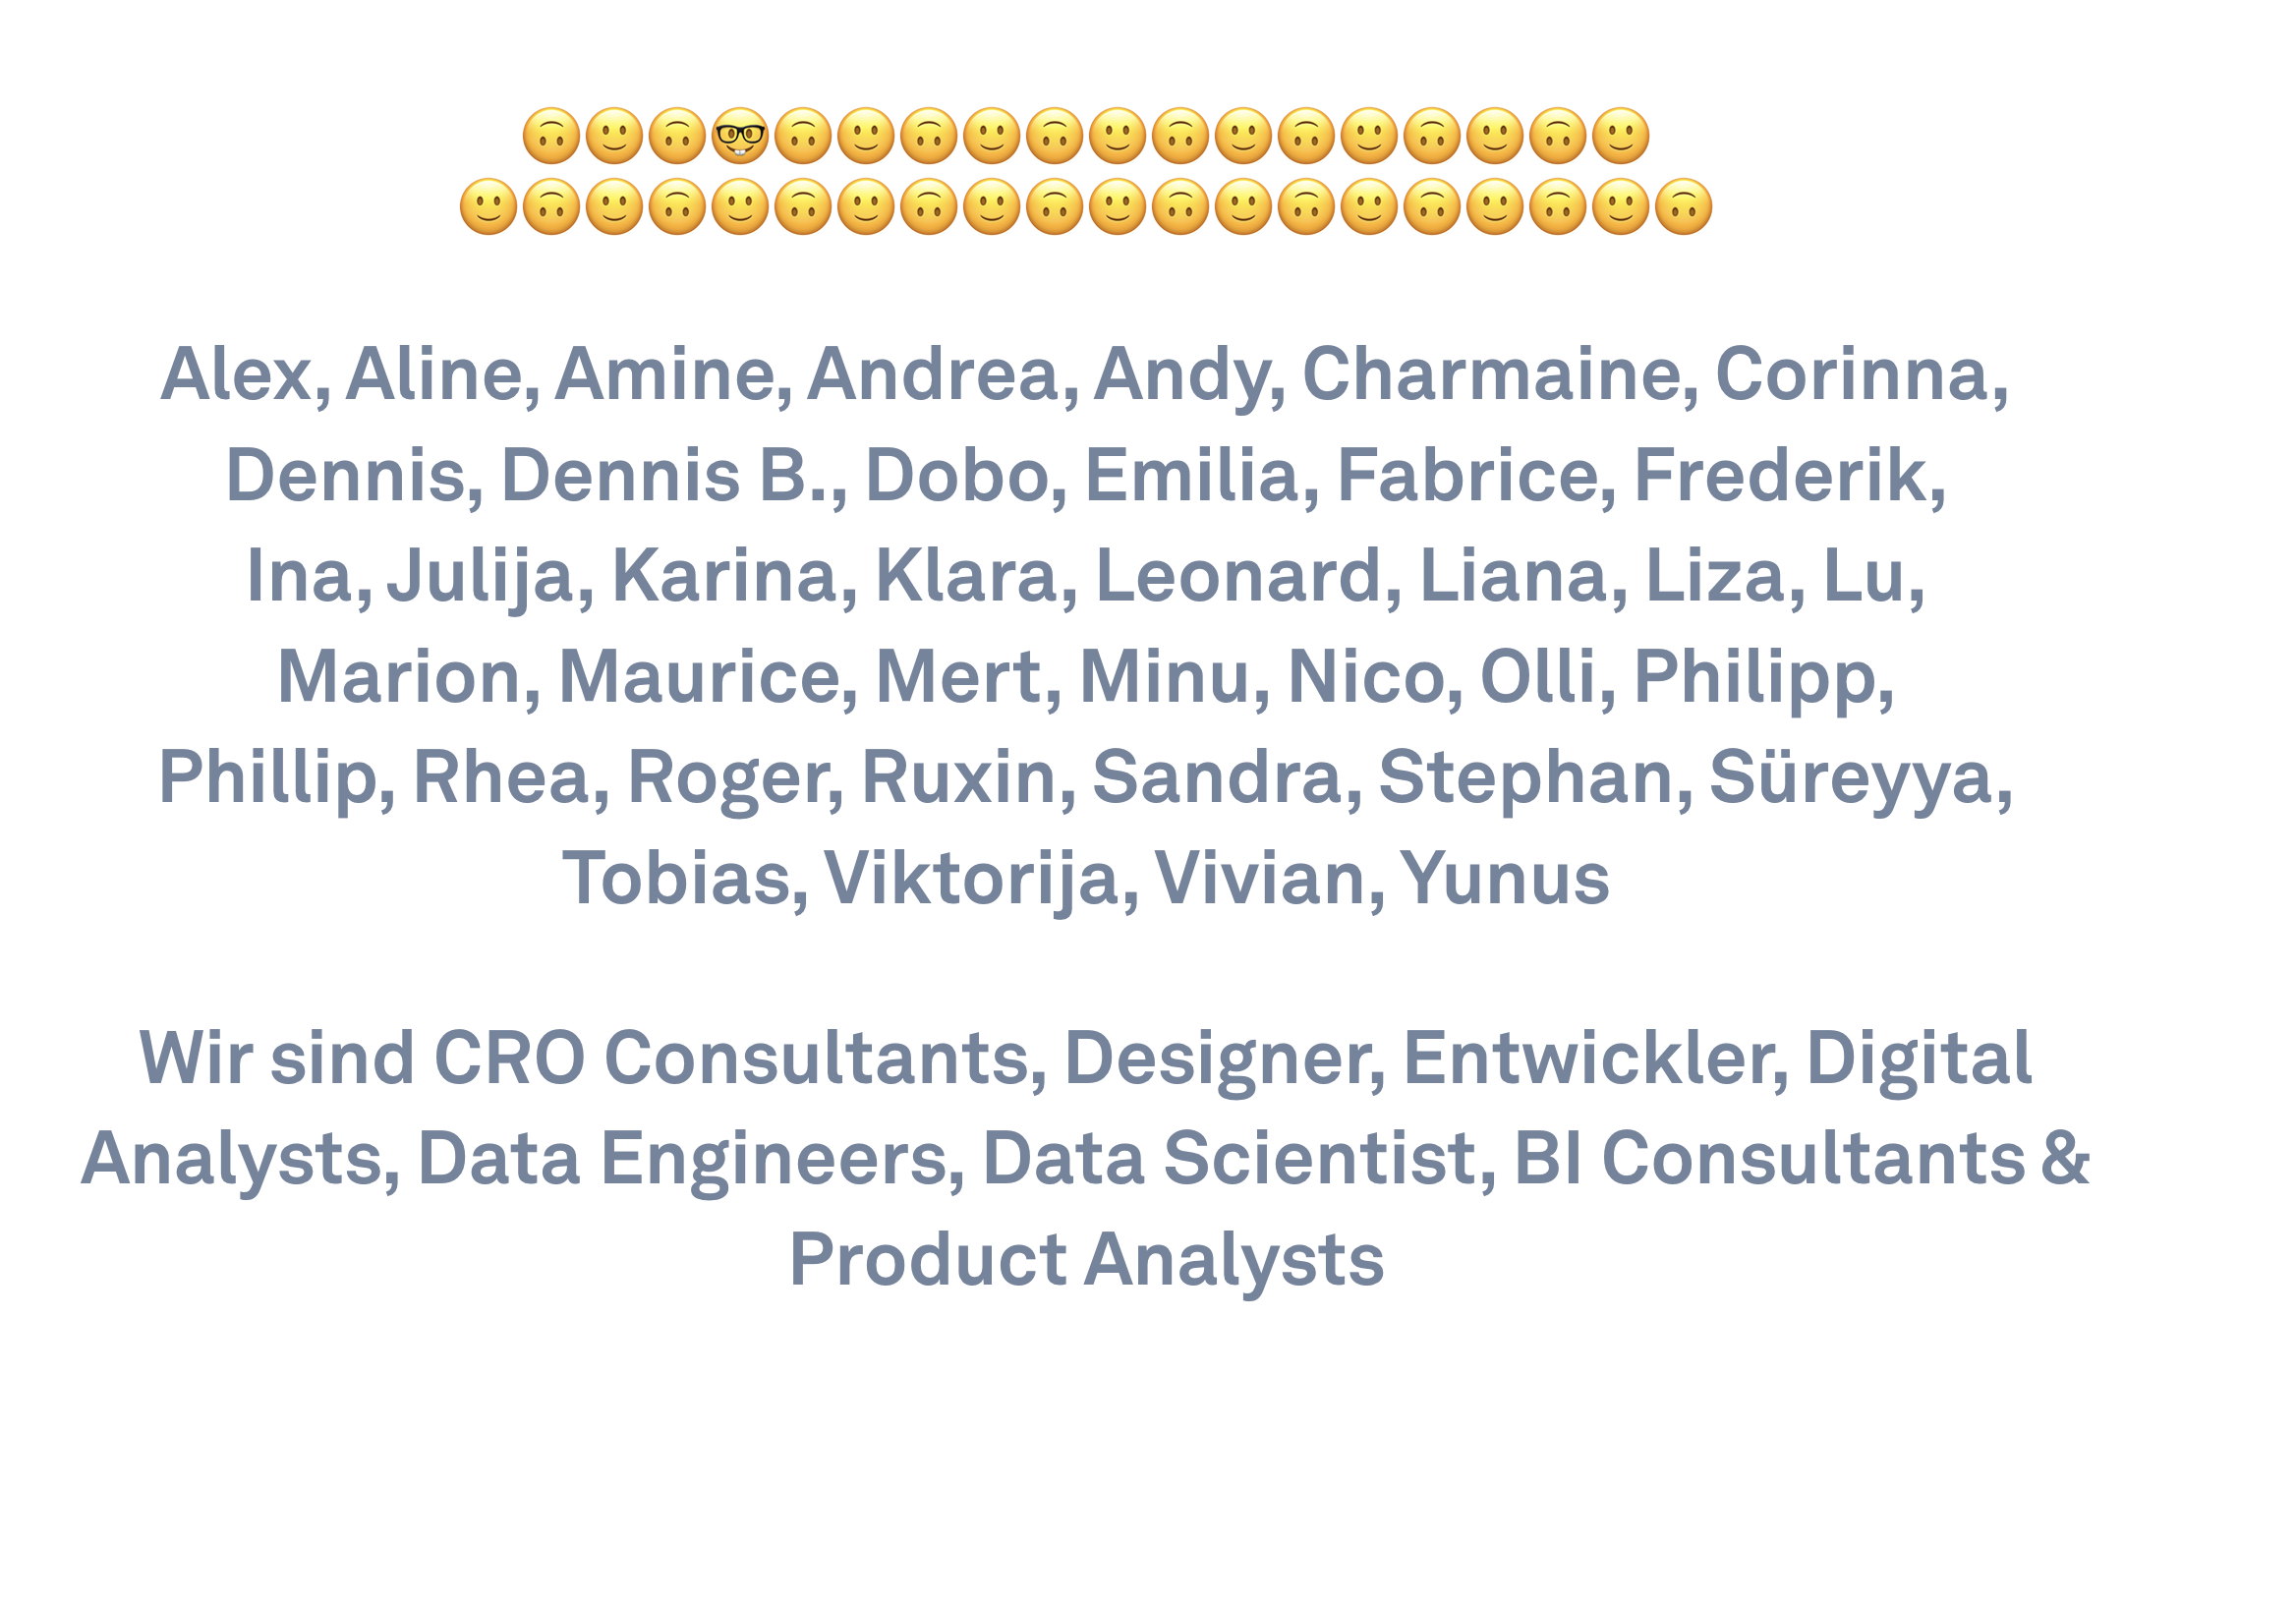 Alex, Aline, Amine, Andrea, Andy, Charmaine, Corinna,
Dennis, Dennis B., Dobo, Emilia, Fabrice, Frederik,
Ina, Julija, Karina, Klara, Leonard, Liana, Liza, Lu,
Marion, Maurice, Mert, Minu, Nico, Olli, Philipp,
Phillip, Rhea, Roger, Ruxin, Sandra, Stephan, Süreyya,
Tobias, Viktorija, Vivian, Yunus
Wir sind CRO Consultants, Designer, Entwickler, Digital
Analysts, Data Engineers, Data Scientist, BI Consultants &
Product Analysts